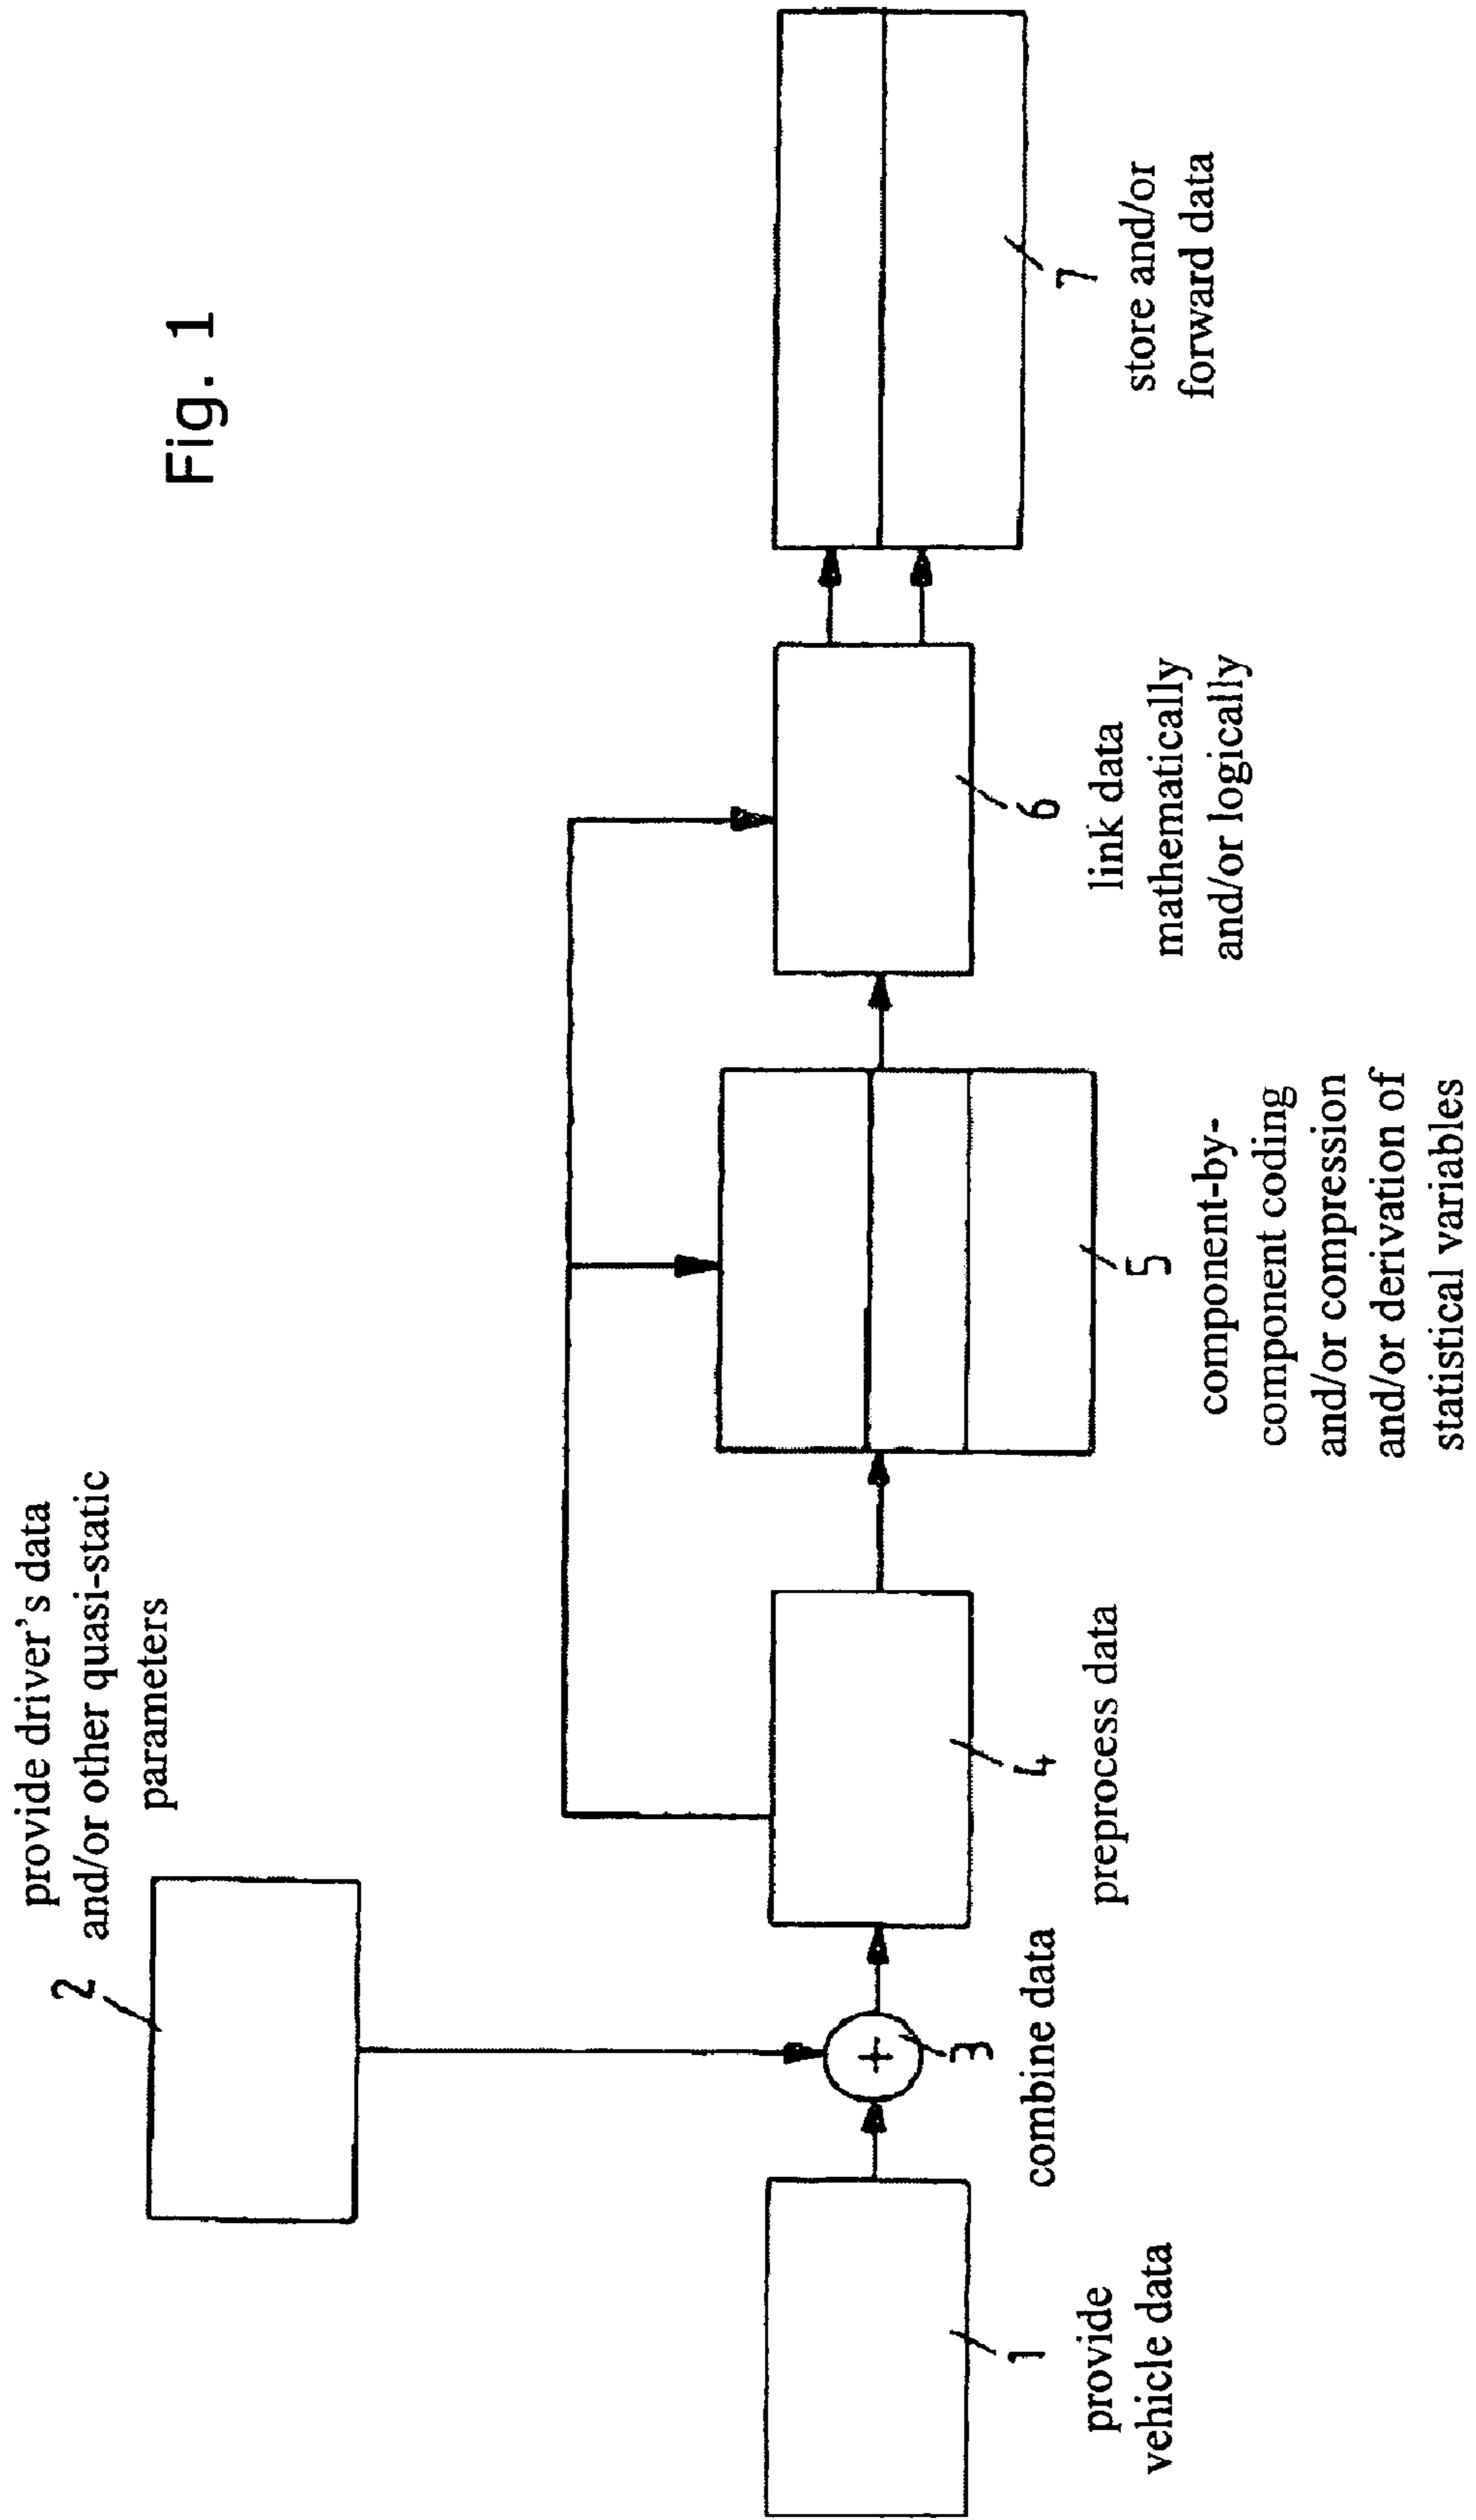 Fig. 1
provide driver's data
and/or other quasi-static
parameters
2
1
provide
vehicle data
3
combine data
+
4
preprocess data
5
component-by-
component coding
and/or compression
and/or derivation of
statistical variables
6
link data
mathematically
and/or logically
7
store and/or
forward data